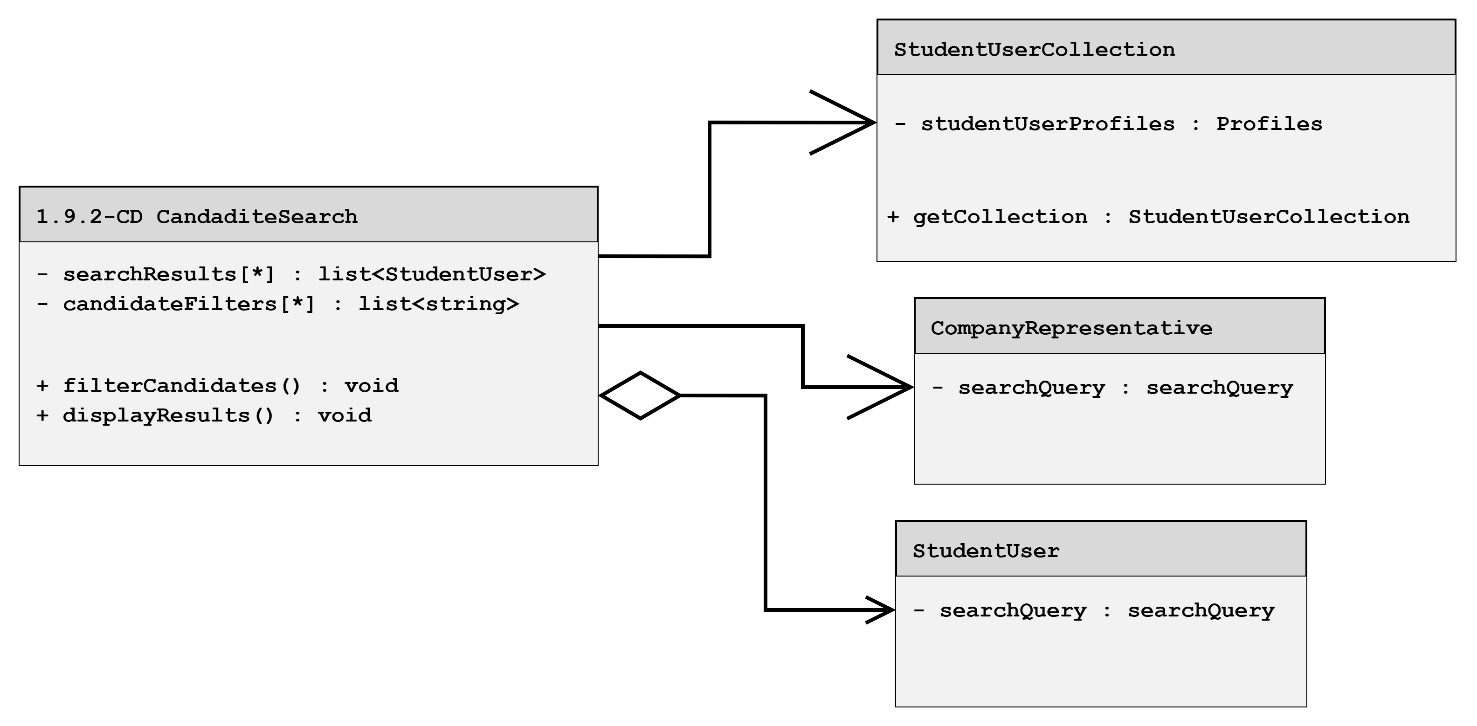 StudentUserCollection
- studentUserProfiles : Profiles
+ getCollection : StudentUserCollection
1.9.2-CD CandaditeSearch
- searchResults[*] : list<StudentUser>
- candidateFilters[*] : list<string>
+ filterCandidates() : void
+ displayResults() : void
CompanyRepresentative
- searchQuery : searchQuery
StudentUser
- searchQuery : searchQuery